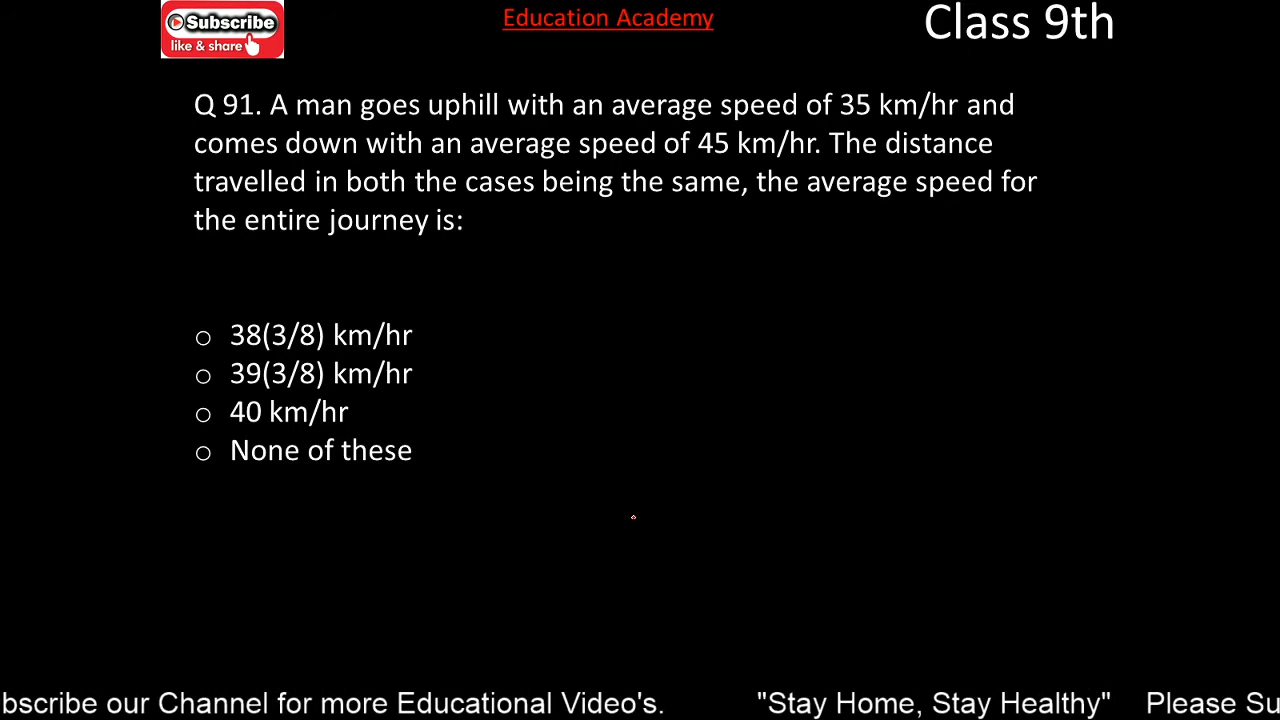 Subscribe
like & share
Education Academy
Class 9th
Q 91. A man goes uphill with an average speed of 35 km/hr and
comes down with an average speed of 45 km/hr. The distance
travelled in both the cases being the same, the average speed for
the entire journey is:
o 38(3/8) km/hr
o 39(3/8) km/hr
o 40 km/hr
o None of these
bscribe our Channel for more Educational Video's. "Stay Home, Stay Healthy" Please Su